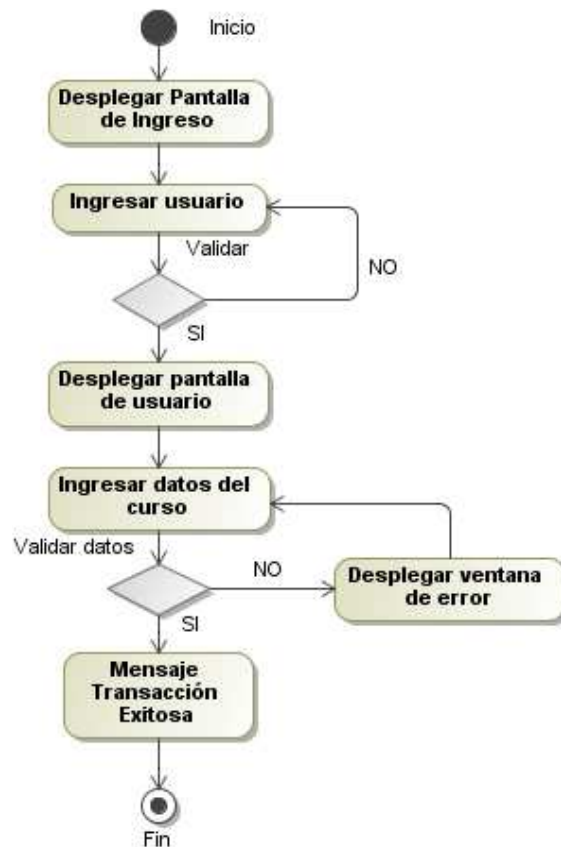 Inicio
Desplegar Pantalla
de Ingreso
Ingresar usuario
Validar
NO
SI
Desplegar pantalla
de usuario
Ingresar datos del
curso
Validar datos
NO
Desplegar ventana
de error
SI
Mensaje
Transacción
Exitosa
Fin